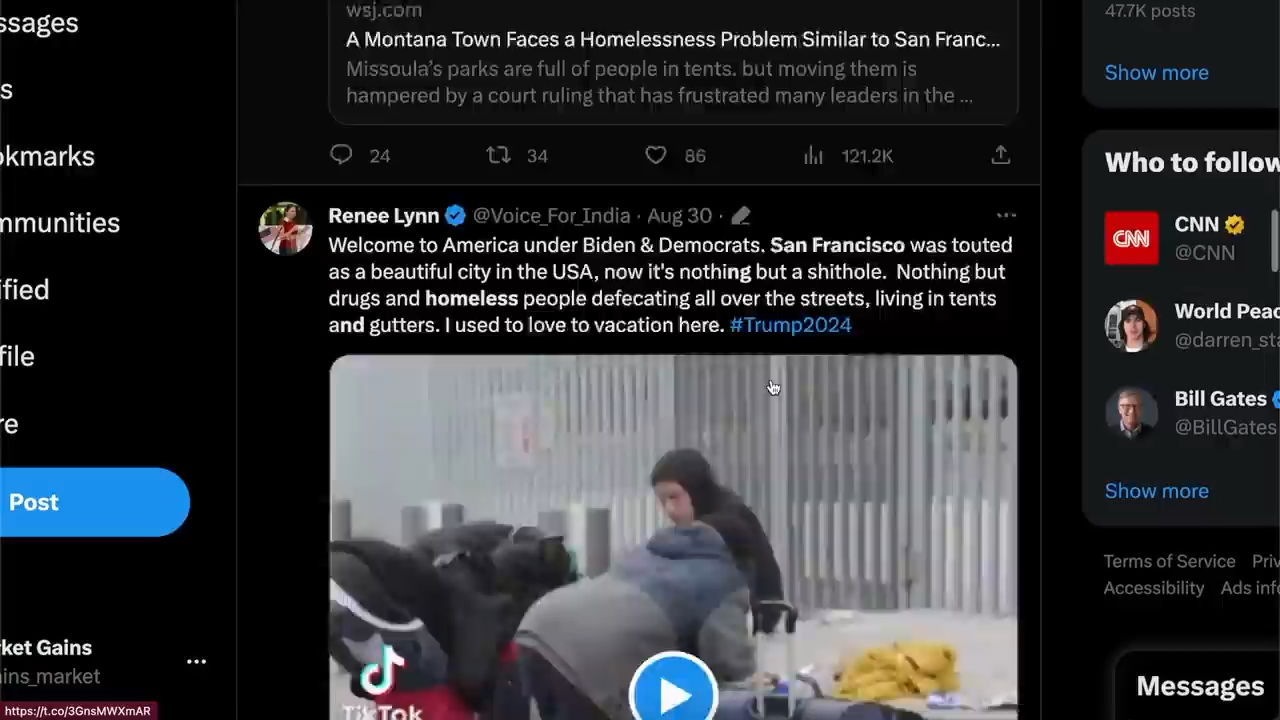 ssages
s
okmarks
mmunities
ified
file
re
Post
ket Gains
ains_market
https://t.co/3GnsMWXmAR
wsj.com
A Montana Town Faces a Homelessness Problem Similar to San Franc...
Missoula's parks are full of people in tents. but moving them is
hampered by a court ruling that has frustrated many leaders in the ...
24 34 86 121.2K
Renee Lynn @Voice_For_India · Aug 30 ·
Welcome to America under Biden & Democrats. San Francisco was touted
as a beautiful city in the USA, now it's nothing but a shithole. Nothing but
drugs and homeless people defecating all over the streets, living in tents
and gutters. I used to love to vacation here. #Trump2024
TikTok
47.7K posts
Show more
Who to follow
CNN
CNN
@CNN
World Peac
@darren_sta
Bill Gates
@BillGates
Show more
Terms of Service Priv
Accessibility Ads info
Messages